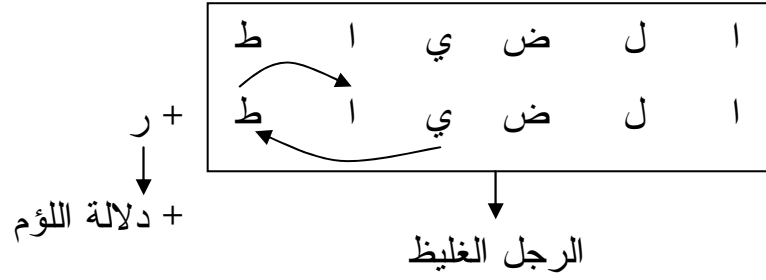 ا ل ض ي ا ط
ا ل ض ي ا ط + ر
+ دلالة اللؤم
الرجل الغليظ